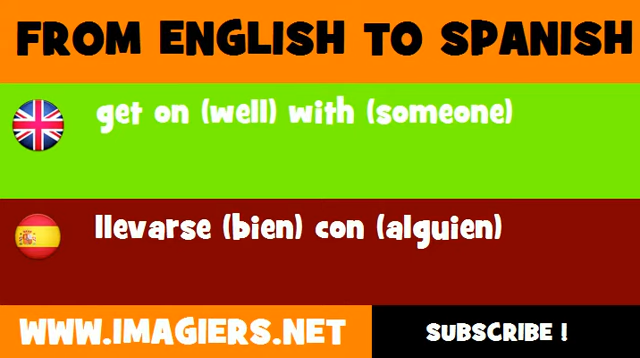 FROM ENGLISH TO SPANISH
get on (well) with (someone)
llevarse (bien) con (alguien)
WWW.IMAGIERS.NET
SUBSCRIBE !